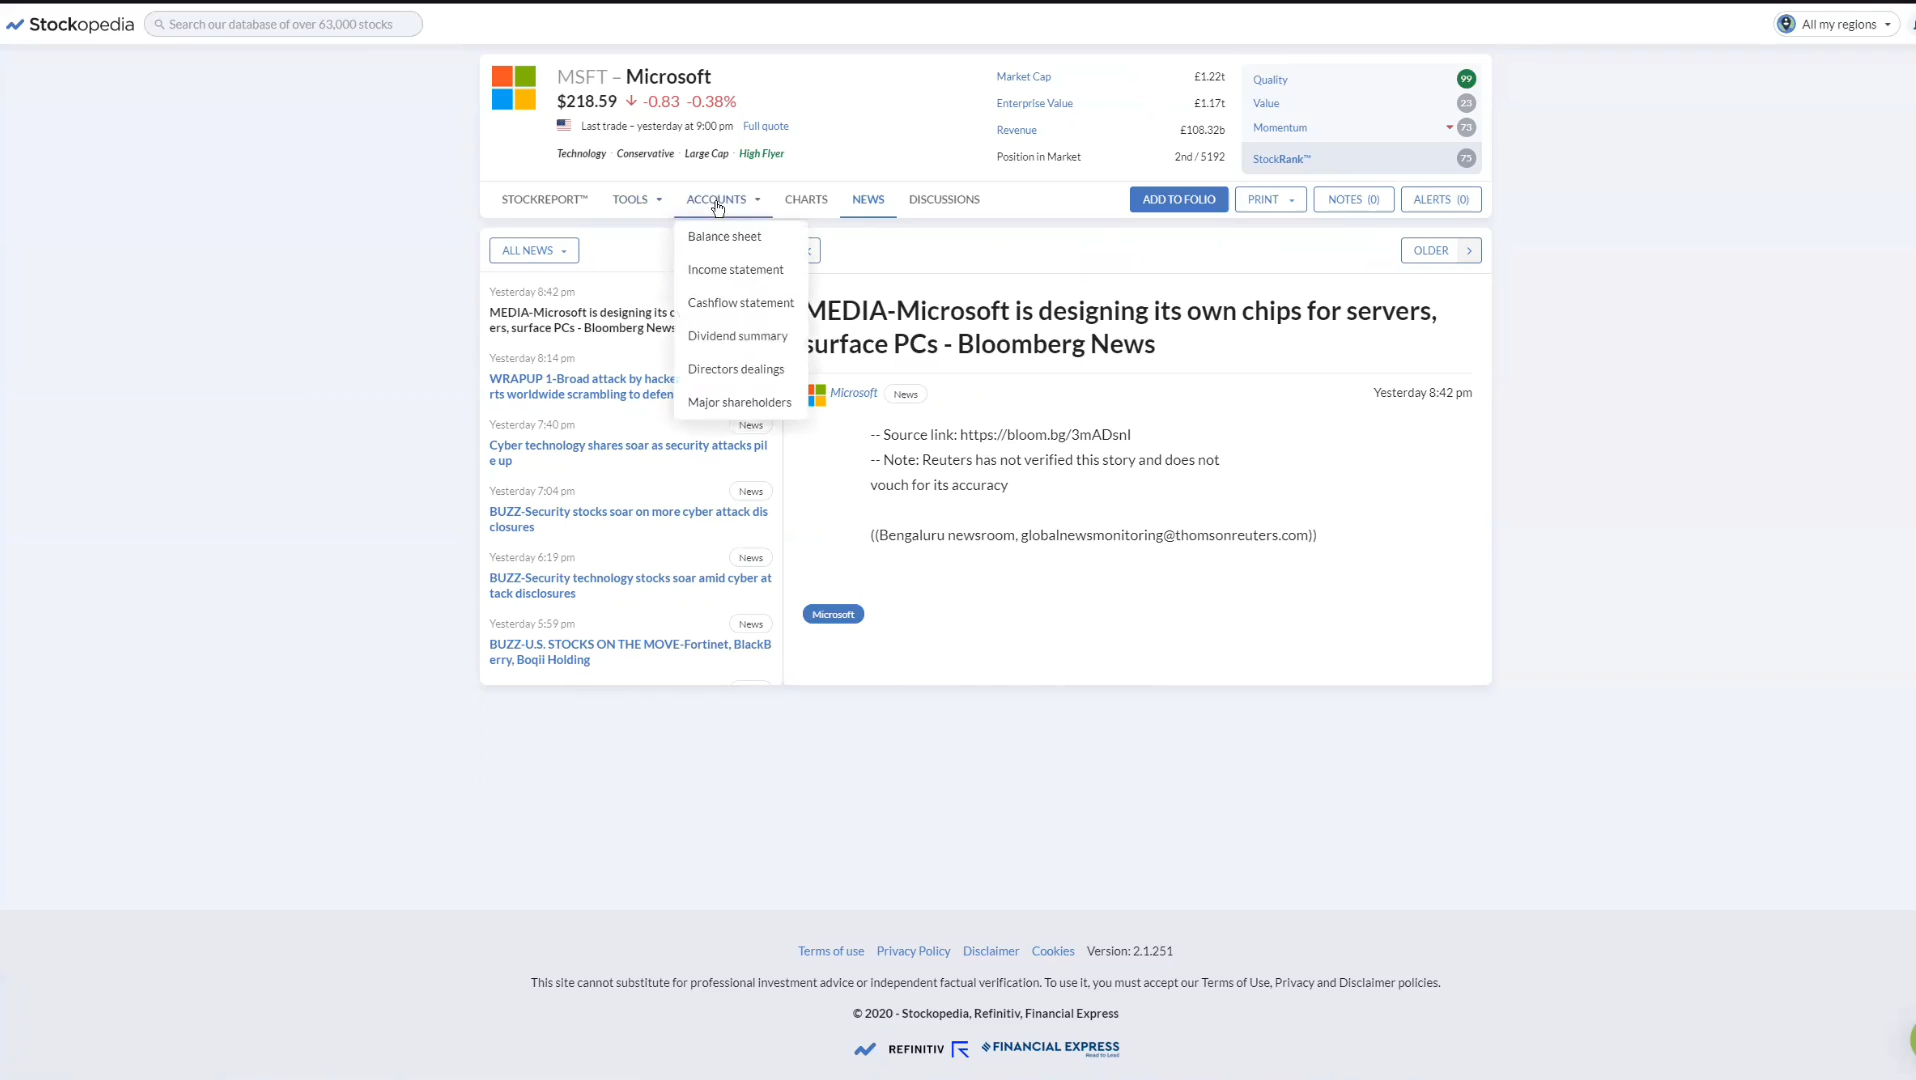 Stockopedia
Search our database of over 63,000 stocks
All my regions
MSFT – Microsoft
$218.59 -0.83 -0.38%
Last trade – yesterday at 9:00 pm Full quote
Technology · Conservative · Large Cap · High Flyer
Market Cap £1.22t
Enterprise Value £1.17t
Revenue £108.32b
Position in Market 2nd / 5192
Quality 99
Value 23
Momentum 73
StockRank™ 75
STOCKREPORT™ TOOLS ACCOUNTS CHARTS NEWS DISCUSSIONS
ADD TO FOLIO PRINT NOTES (0) ALERTS (0)
Balance sheet
Income statement
Cashflow statement
Dividend summary
Directors dealings
Major shareholders
ALL NEWS
Yesterday 8:42 pm
MEDIA-Microsoft is designing its
ers, surface PCs - Bloomberg News
Yesterday 8:14 pm
WRAPUP 1-Broad attack by
rts worldwide scrambling to
Yesterday 7:40 pm News
Cyber technology shares soar as security attacks pil
e up
Yesterday 7:04 pm News
BUZZ-Security stocks soar on more cyber attack dis
closures
Yesterday 6:19 pm News
BUZZ-Security technology stocks soar amid cyber at
tack disclosures
Yesterday 5:59 pm News
BUZZ-U.S. STOCKS ON THE MOVE-Fortinet, BlackB
erry, Boqii Holding
OLDER
MEDIA-Microsoft is designing its own chips for servers,
surface PCs - Bloomberg News
Microsoft News Yesterday 8:42 pm
-- Source link: https://bloom.bg/3mADsnI
-- Note: Reuters has not verified this story and does not
vouch for its accuracy
((Bengaluru newsroom, globalnewsmonitoring@thomsonreuters.com))
Microsoft
Terms of use Privacy Policy Disclaimer Cookies Version: 2.1.251
This site cannot substitute for professional investment advice or independent factual verification. To use it, you must accept our Terms of Use, Privacy and Disclaimer policies.
© 2020 - Stockopedia, Refinitiv, Financial Express
REFINITIV FINANCIAL EXPRESS
Read to Lead